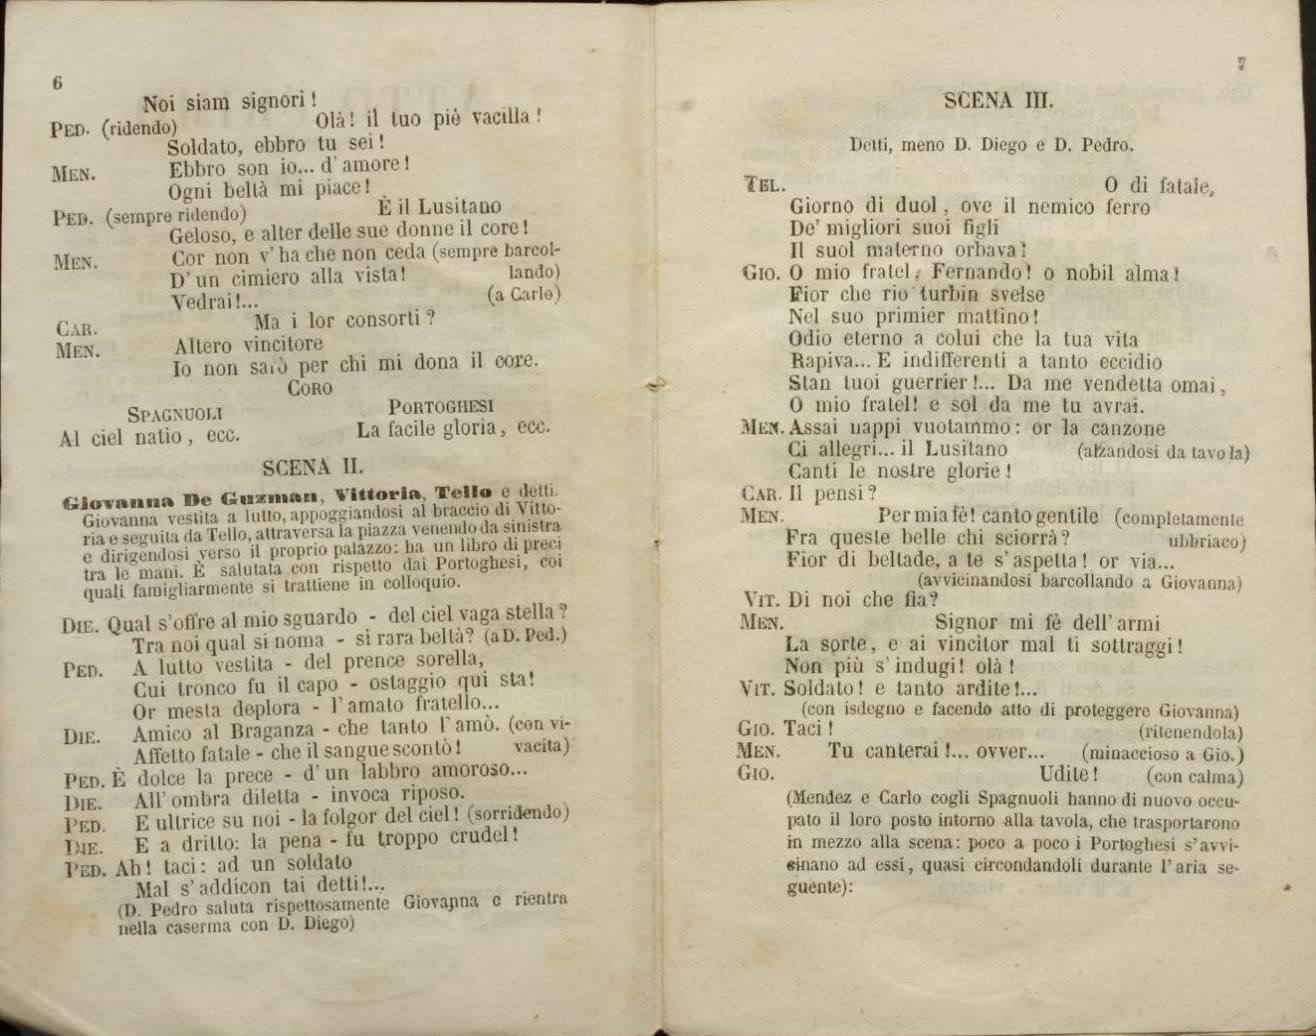 6
Noi siam signori!
PED. (ridendo) Olà! il tuo piè vacilla!
Soldato, ebbro tu sei!
MEN. Ebbro son io... d'amore!
Ogni beltà mi piace!
PED. (sempre ridendo) È il Lusitano
Geloso, e alter delle sue donne il core!
MEN. Cor non v'ha che non ceda (sempre barcol-
D'un cimiero alla vista! lando)
Vedrai!... (a Carlo)
CAR. Ma i lor consorti?
MEN. Altero vincitore
Io non saiò per chi mi dona il core.
CORO
SPAGNUOLI PORTOGHESI
Al ciel natio, ecc. La facile gloria, ecc.
SCENA II.
Giovanna De Guzman, Vittoria, Tello e detti.
Giovanna vestita a lutto, appoggiandosi al braccio di Vitto-
ria e seguita da Tello, attraversa la piazza venendo da sinistra
e dirigendosi verso il proprio palazzo: ha un libro di preci
tra le mani. È salutata con rispetto dai Portoghesi, coi
quali famigliarmente si trattiene in colloquio.
DIE. Qual s'offre al mio sguardo - del ciel vaga stella?
Tra noi qual si noma - si rara beltà? (a D. Ped.)
PED. A lutto vestita - del prence sorella,
Cui tronco fu il capo - ostaggio qui sta!
Or mesta deplora - l'amato fratello...
DIE. Amico al Braganza - che tanto l'amò. (con vi-
Affetto fatale - che il sangue scontò! vacita)
PED. È dolce la prece - d'un labbro amoroso...
DIE. All'ombra diletta - invoca riposo.
PED. E ultrice su noi - la folgor del ciel! (sorridendo)
DIE. E a dritto: la pena - fu troppo crudel!
PED. Ah! taci: ad un soldato
Mal s'addicon tai detti!...
(D. Pedro saluta rispettosamente Giovanna e rientra
nella caserma con D. Diego)
7
SCENA III.
Detti, meno D. Diego e D. Pedro.
TEL. O di fatale,
Giorno di duol, ove il nemico ferro
De' migliori suoi figli
Il suol materno orbava!
GIO. O mio fratel, Fernando! o nobil alma!
Fior che rio turbin svelse
Nel suo primier mattino!
Odio eterno a colui che la tua vita
Rapiva... E indifferenti a tanto eccidio
Stan tuoi guerrier!... Da me vendetta omai,
O mio fratel! e sol da me tu avrai.
MEN. Assai nappi vuotammo: or la canzone
Ci allegri... il Lusitano (alzandosi da tavola)
Canti le nostre glorie!
CAR. Il pensi?
MEN. Per mia fè! canto gentile (completamente
Fra queste belle chi sciorrà? ubbriaco)
Fior di beltade, a te s'aspetta! or via...
(avvicinandosi barcollando a Giovanna)
VIT. Di noi che fia?
MEN. Signor mi fè dell'armi
La sorte, e ai vincitor mal ti sottraggi!
Non più s'indugi! olà!
VIT. Soldato! e tanto ardite!...
(con isdegno e facendo atto di proteggere Giovanna)
GIO. Taci! (ritenendola)
MEN. Tu canterai!... ovver... (minaccioso a Gio.)
GIO. Udite! (con calma)
(Mendez e Carlo cogli Spagnuoli hanno di nuovo occu-
pato il loro posto intorno alla tavola, che trasportarono
in mezzo alla scena: poco a poco i Portoghesi s'avvi-
cinano ad essi, quasi circondandoli durante l'aria se-
guente):